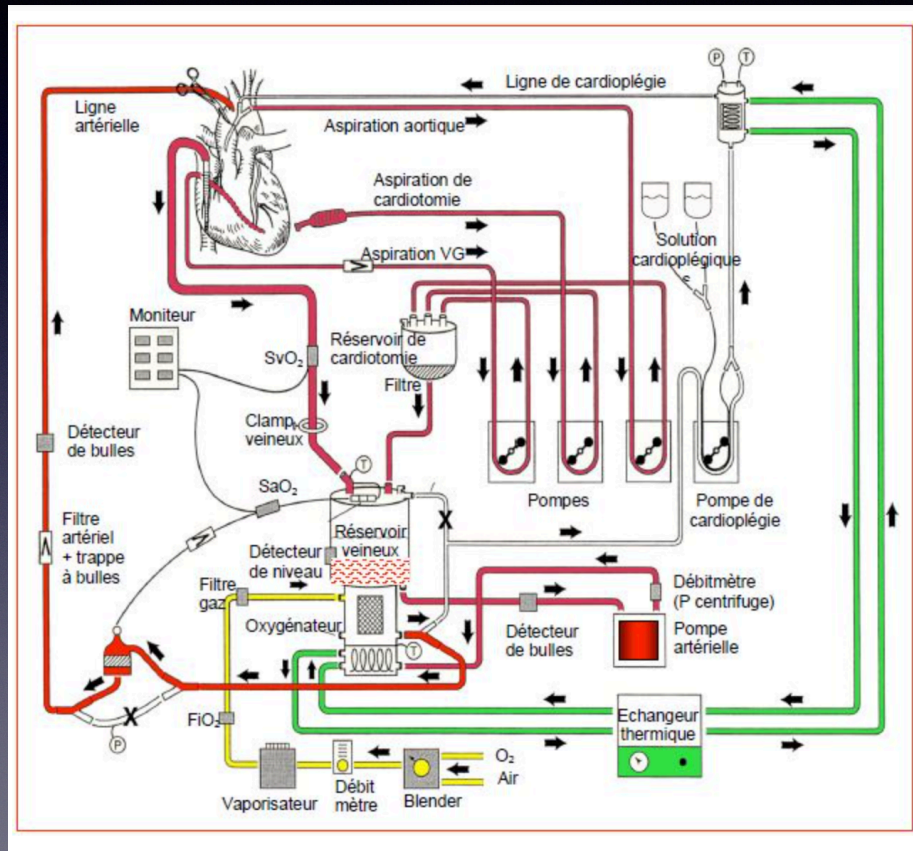 P
T
Ligne de cardioplégie
Ligne
artérielle
Aspiration aortique
Aspiration de
cardiotomie
Solution
cardioplégique
e
Aspiration VG
Moniteur
SvO₂
Réservoir de
cardiotomie
Filtre
Clamp
veineux
T
Détecteur
de bulles
SaO₂
Pompes
Pompe de
cardioplégie
X
Filtre
artériel
+ trappe
à bulles
Réservoir
veineux
Détecteur
de niveau
Filtre
gaz
Débitmètre
(P centrifuge)
Oxygénateur
T
Détecteur
de bulles
Pompe
artérielle
X
P
FiO₂
Echangeur
thermique
O₂
Air
Vaporisateur
Débit
mètre
Blender